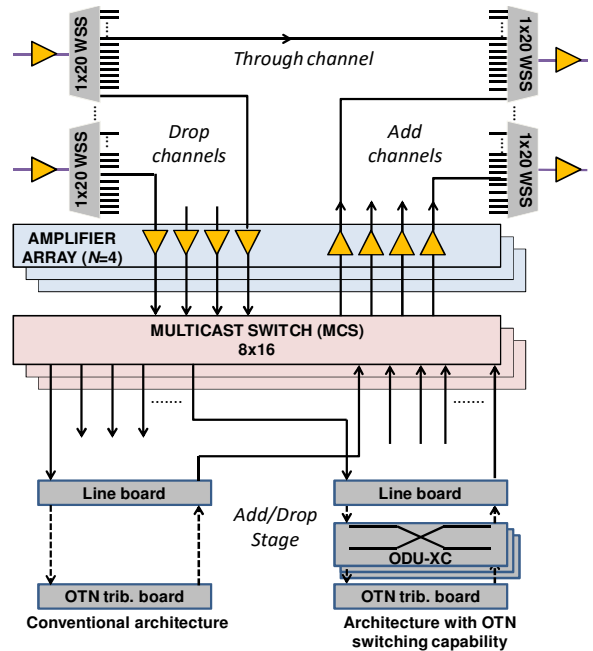 1x20 WSS
1x20 WSS
Through channel
Drop
channels
Add
channels
1x20 WSS
1x20 WSS
AMPLIFIER
ARRAY (N=4)
MULTICAST SWITCH (MCS)
8x16
Line board
Line board
Add/Drop
Stage
ODU-XC
OTN trib. board
OTN trib. board
Conventional architecture
Architecture with OTN
switching capability